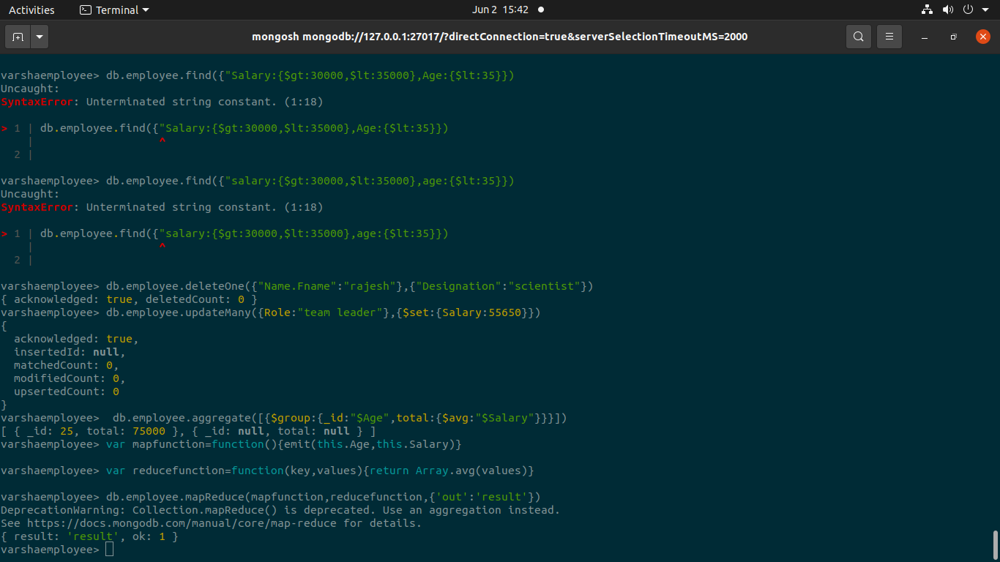 Activities Terminal Jun 2 15:42
mongosh mongodb://127.0.0.1:27017/?directConnection=true&serverSelectionTimeoutMS=2000
varshaemployee> db.employee.find({"Salary:{$gt:30000,$lt:35000},Age:{$lt:35}})
Uncaught:
SyntaxError: Unterminated string constant. (1:18)
> 1 | db.employee.find({"Salary:{$gt:30000,$lt:35000},Age:{$lt:35}})
    |                   ^
  2 |
varshaemployee> db.employee.find({"salary:{$gt:30000,$lt:35000},age:{$lt:35}})
Uncaught:
SyntaxError: Unterminated string constant. (1:18)
> 1 | db.employee.find({"salary:{$gt:30000,$lt:35000},age:{$lt:35}})
    |                   ^
  2 |
varshaemployee> db.employee.deleteOne({"Name.Fname":"rajesh"},{"Designation":"scientist"})
{ acknowledged: true, deletedCount: 0 }
varshaemployee> db.employee.updateMany({Role:"team leader"},{$set:{Salary:55650}})
{
  acknowledged: true,
  insertedId: null,
  matchedCount: 0,
  modifiedCount: 0,
  upsertedCount: 0
}
varshaemployee>  db.employee.aggregate([{$group:{_id:"$Age",total:{$avg:"$Salary"}}}])
[ { _id: 25, total: 75000 }, { _id: null, total: null } ]
varshaemployee> var mapfunction=function(){emit(this.Age,this.Salary)}
varshaemployee> var reducefunction=function(key,values){return Array.avg(values)}
varshaemployee> db.employee.mapReduce(mapfunction,reducefunction,{'out':'result'})
DeprecationWarning: Collection.mapReduce() is deprecated. Use an aggregation instead.
See https://docs.mongodb.com/manual/core/map-reduce for details.
{ result: 'result', ok: 1 }
varshaemployee>